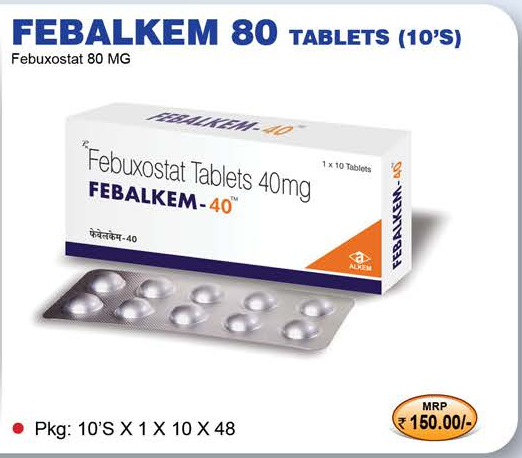 FEBALKEM 80 TABLETS (10'S)
Febuxostat 80 MG
FEBALKEM-40™
Febuxostat Tablets 40mg
1 x 10 Tablets
FEBALKEM-40™
फेबेलकेम-40
ALKEM
FEBALKEM-40
MRP
₹ 150.00/-
Pkg: 10'S X 1 X 10 X 48